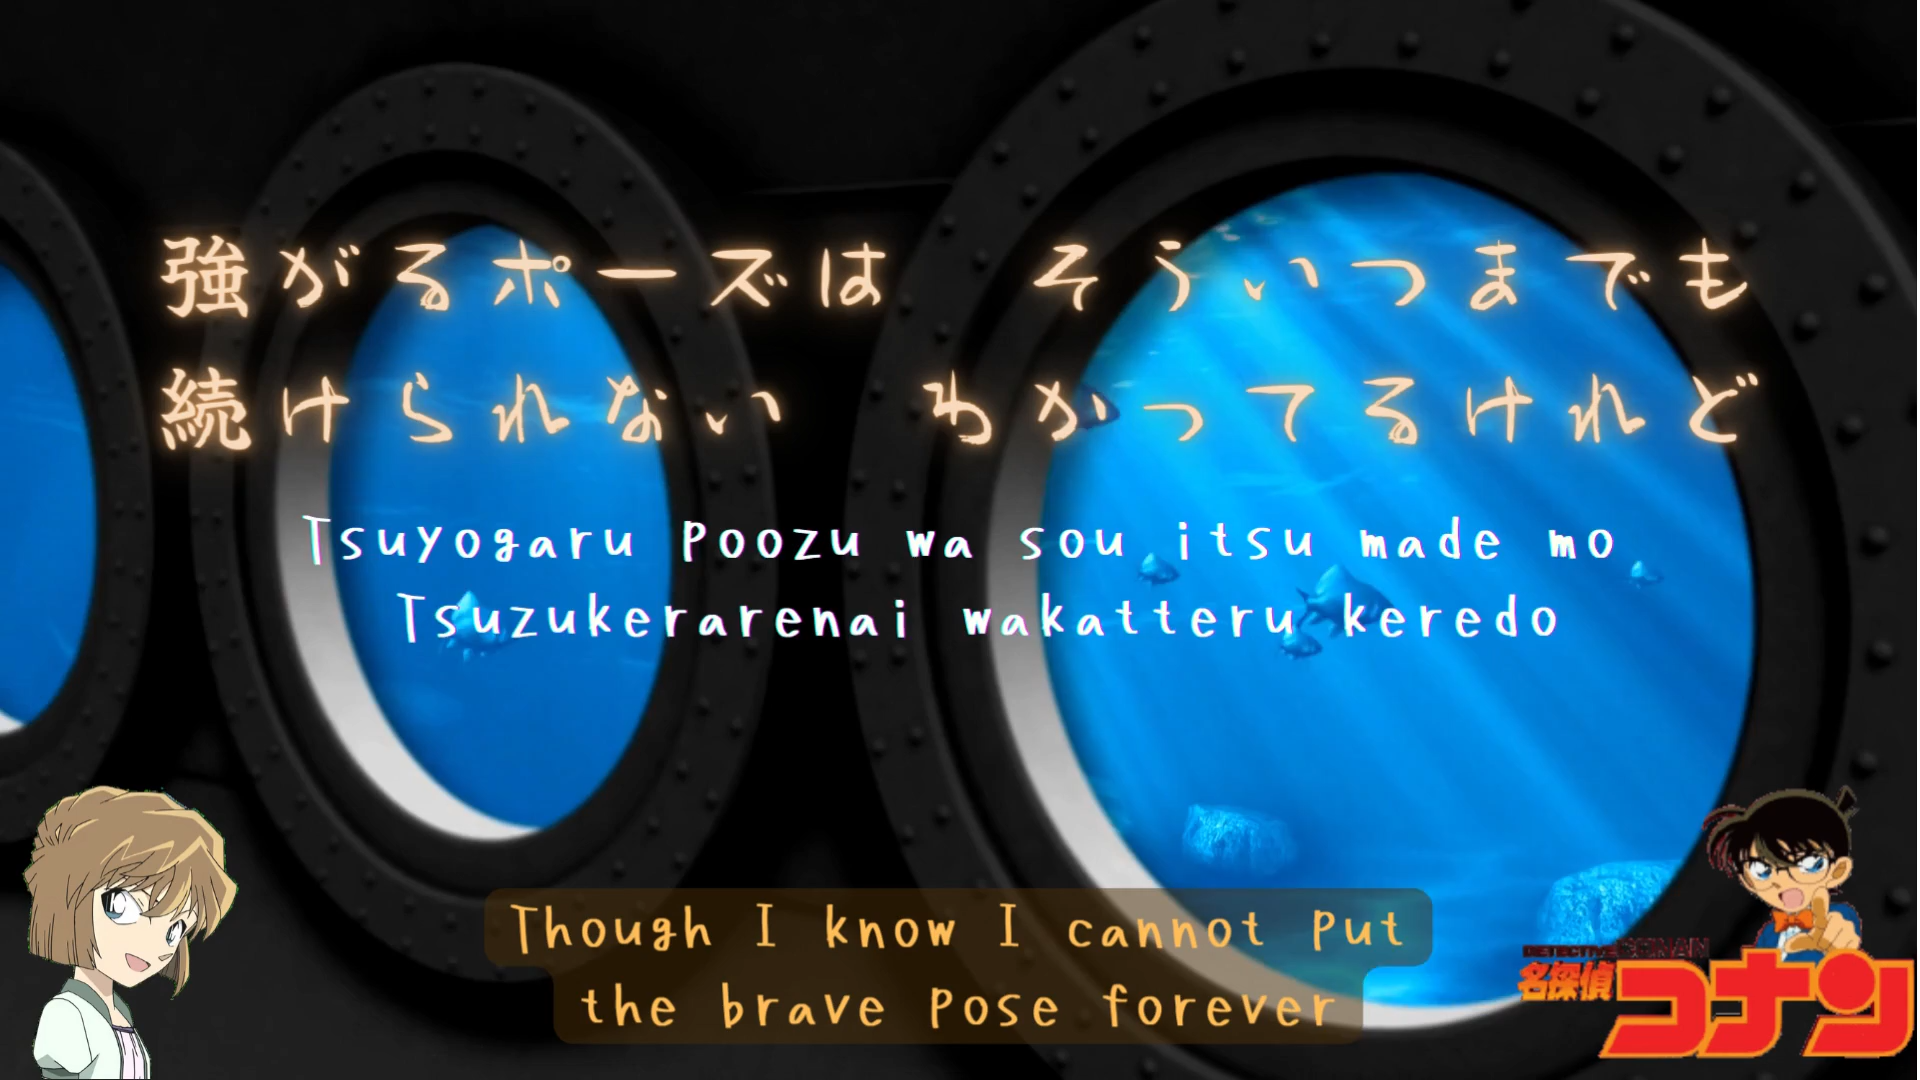 強がるポーズは そういつまでも
続けられない わかってるけれど
Tsuyogaru poozu wa sou itsu made mo
Tsuzukerarenai wakatteru keredo
Though I know I cannot put
the brave pose forever
DETECTIVE CONAN
名探偵
コナン